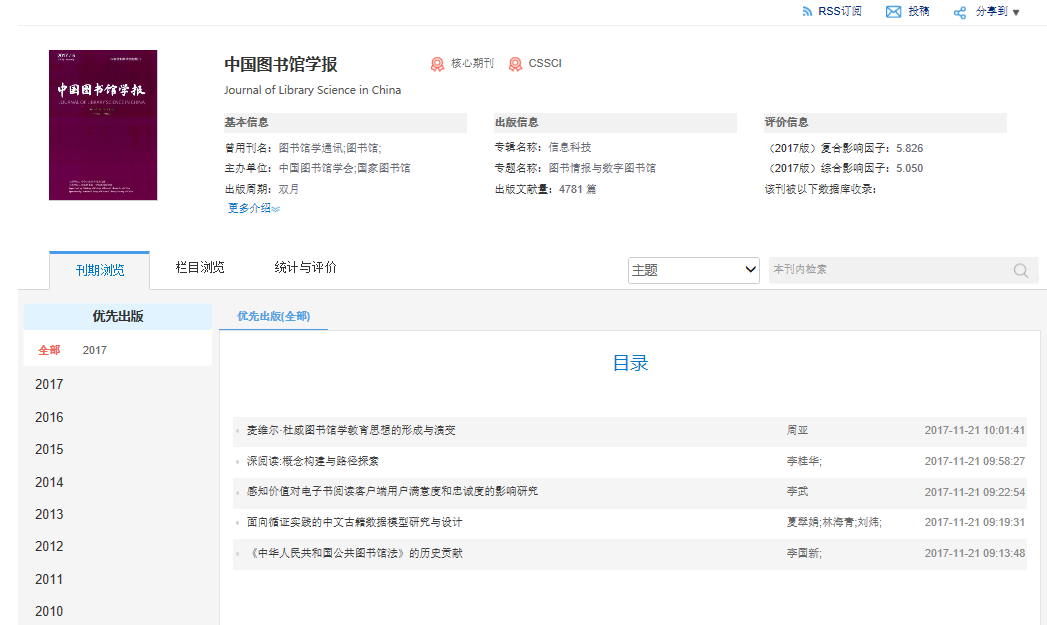 RSS订阅 投稿 分享到
中国图书馆学报
JOURNAL OF LIBRARY SCIENCE IN CHINA
中国图书馆学报 核心期刊 CSSCI
Journal of Library Science in China
基本信息 出版信息 评价信息
曾用刊名：图书馆学通讯;图书馆; 专辑名称：信息科技 （2017版）复合影响因子：5.826
主办单位：中国图书馆学会;国家图书馆 专题名称：图书情报与数字图书馆 （2017版）综合影响因子：5.050
出版周期：双月 出版文献量：4781 篇 该刊被以下数据库收录：
更多介绍
刊期浏览 栏目浏览 统计与评价 主题 本刊内检索
优先出版 优先出版(全部)
全部 2017
目录
2017
2016
2015
2014
2013
2012
2011
2010
麦维尔·杜威图书馆学教育思想的形成与演变 周亚 2017-11-21 10:01:41
深阅读:概念构建与路径探索 李桂华; 2017-11-21 09:58:27
感知价值对电子书阅读客户端用户满意度和忠诚度的影响研究 李武 2017-11-21 09:22:54
面向循证实践的中文古籍数据模型研究与设计 夏翠娟;林海青;刘炜; 2017-11-21 09:19:31
《中华人民共和国公共图书馆法》的历史贡献 李国新; 2017-11-21 09:13:48